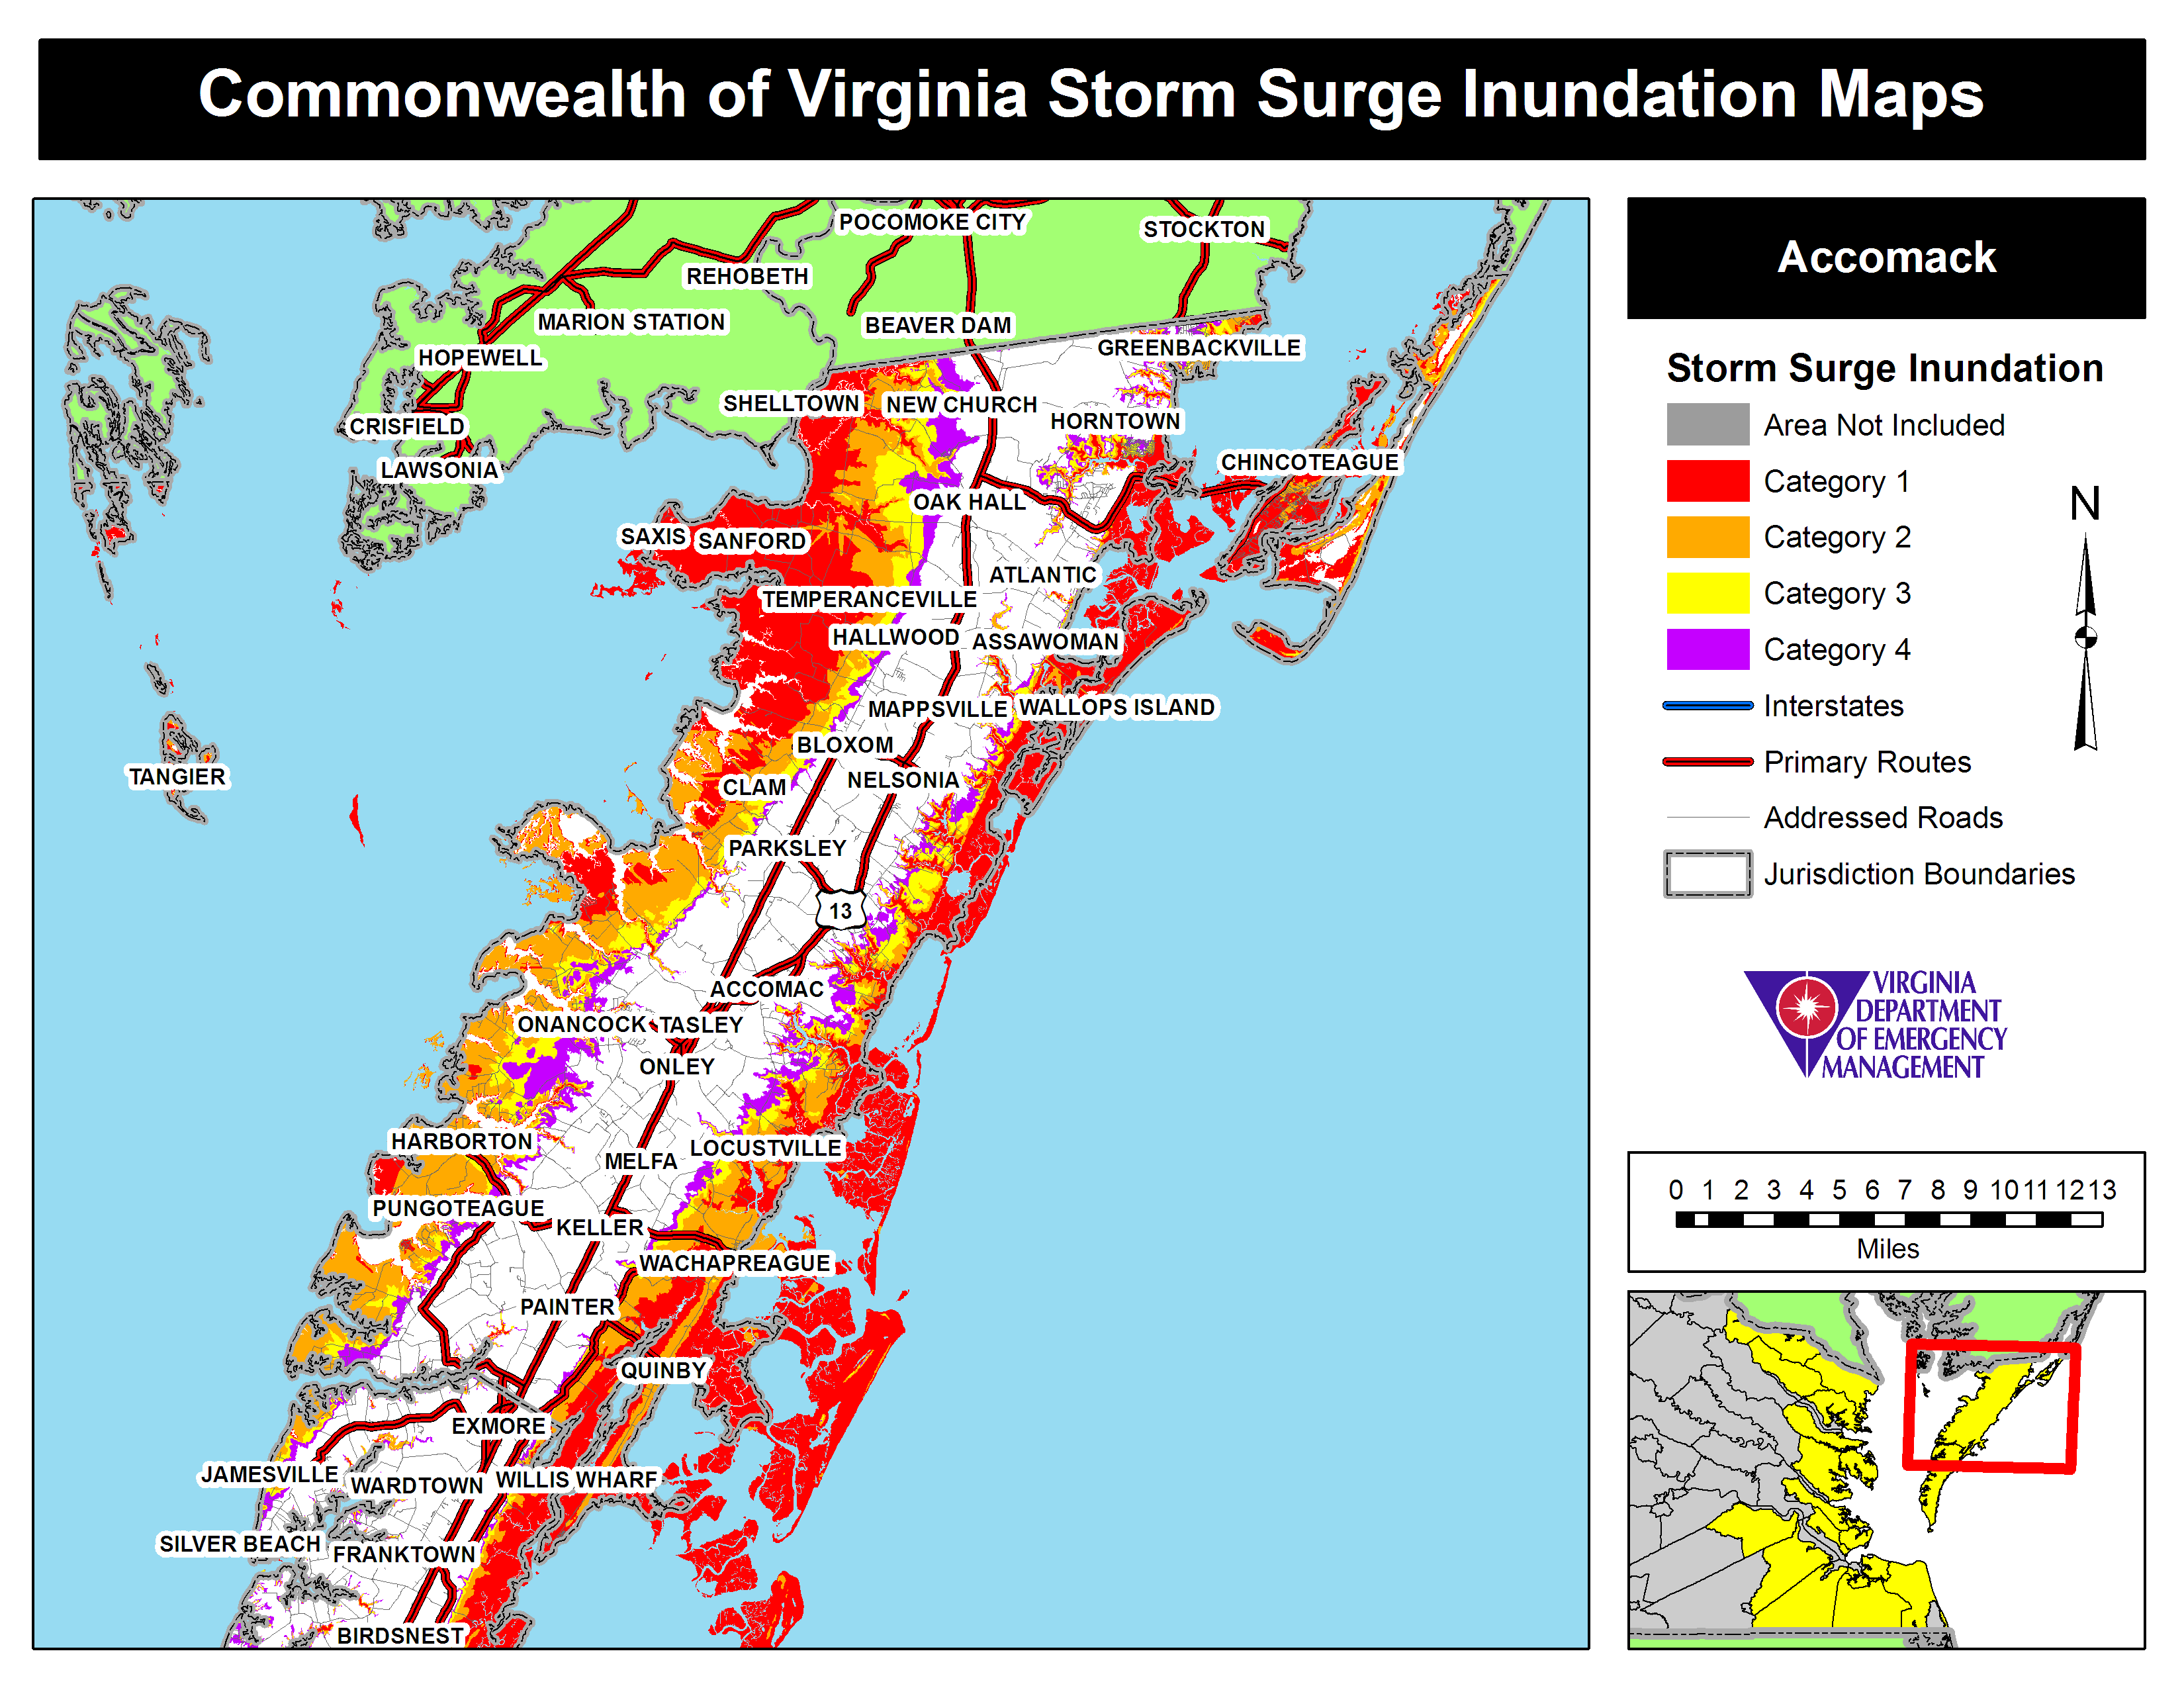 Commonwealth of Virginia Storm Surge Inundation Maps
POCOMOKE CITY
STOCKTON
REHOBETH
MARION STATION
BEAVER DAM
GREENBACKVILLE
HOPEWELL
SHELLTOWN
NEW CHURCH
HORNTOWN
CRISFIELD
LAWSONIA
CHINCOTEAGUE
OAK HALL
SAXIS
SANFORD
ATLANTIC
TEMPERANCEVILLE
HALLWOOD
ASSAWOMAN
MAPPSVILLE
WALLOPS ISLAND
BLOXOM
TANGIER
CLAM
NELSONIA
PARKSLEY
13
ACCOMAC
ONANCOCK
TASLEY
ONLEY
HARBORTON
LOCUSTVILLE
MELFA
PUNGOTEAGUE
KELLER
WACHAPREAGUE
PAINTER
QUINBY
EXMORE
JAMESVILLE
WARDTOWN
WILLIS WHARF
SILVER BEACH
FRANKTOWN
BIRDSNEST
Accomack
Storm Surge Inundation
Area Not Included
Category 1
Category 2
Category 3
Category 4
Interstates
Primary Routes
Addressed Roads
Jurisdiction Boundaries
N
VIRGINIA
DEPARTMENT
OF EMERGENCY
MANAGEMENT
0 1 2 3 4 5 6 7 8 9 10 11 12 13
Miles